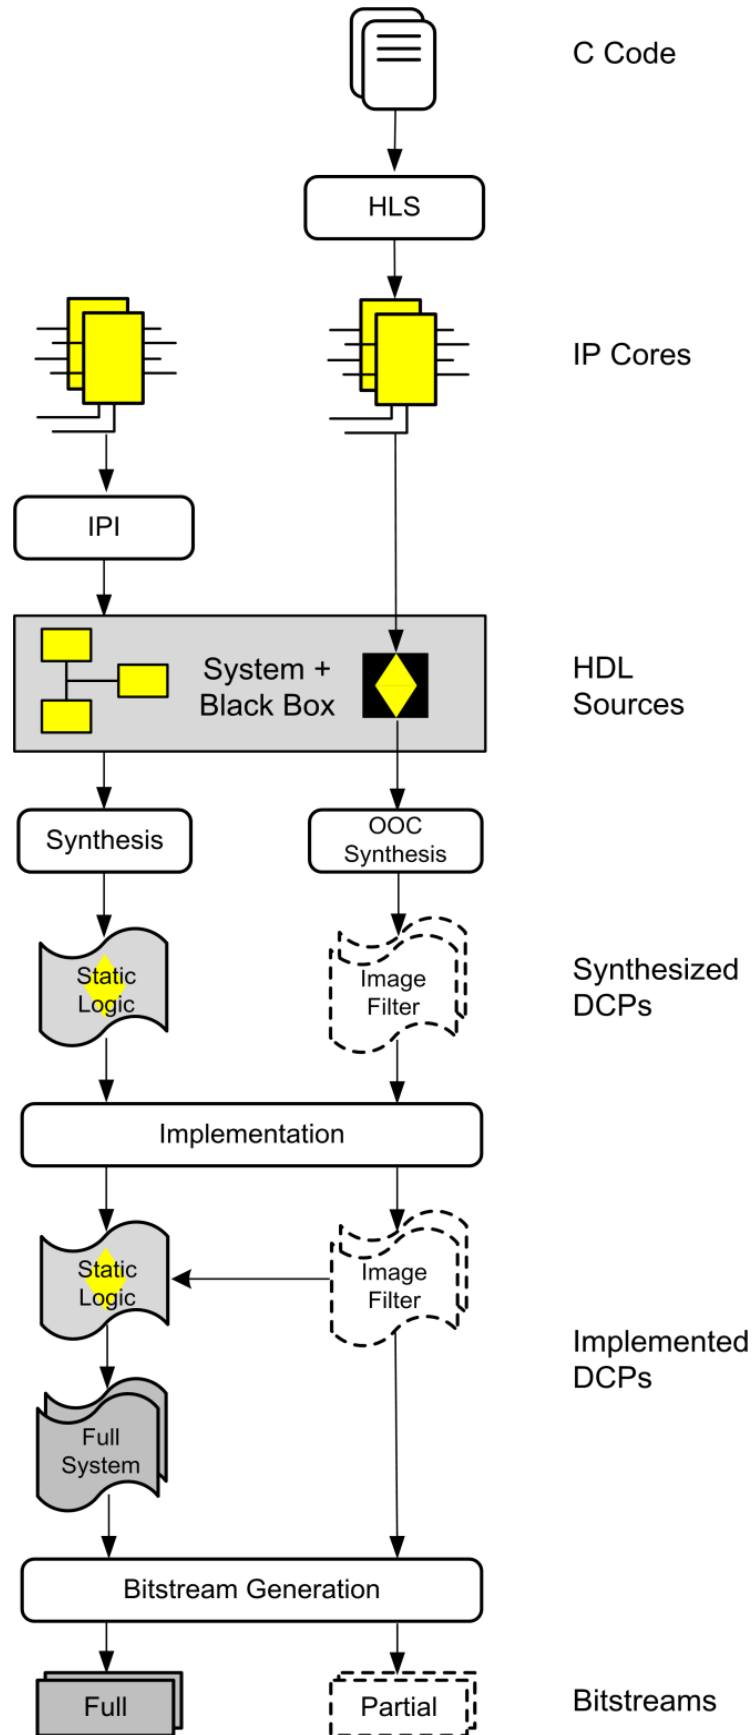 C Code
HLS
IP Cores
IPI
System +
Black Box
HDL
Sources
Synthesis
OOC
Synthesis
Static
Logic
Image
Filter
Synthesized
DCPs
Implementation
Static
Logic
Image
Filter
Implemented
DCPs
Full
System
Bitstream Generation
Full
Partial
Bitstreams